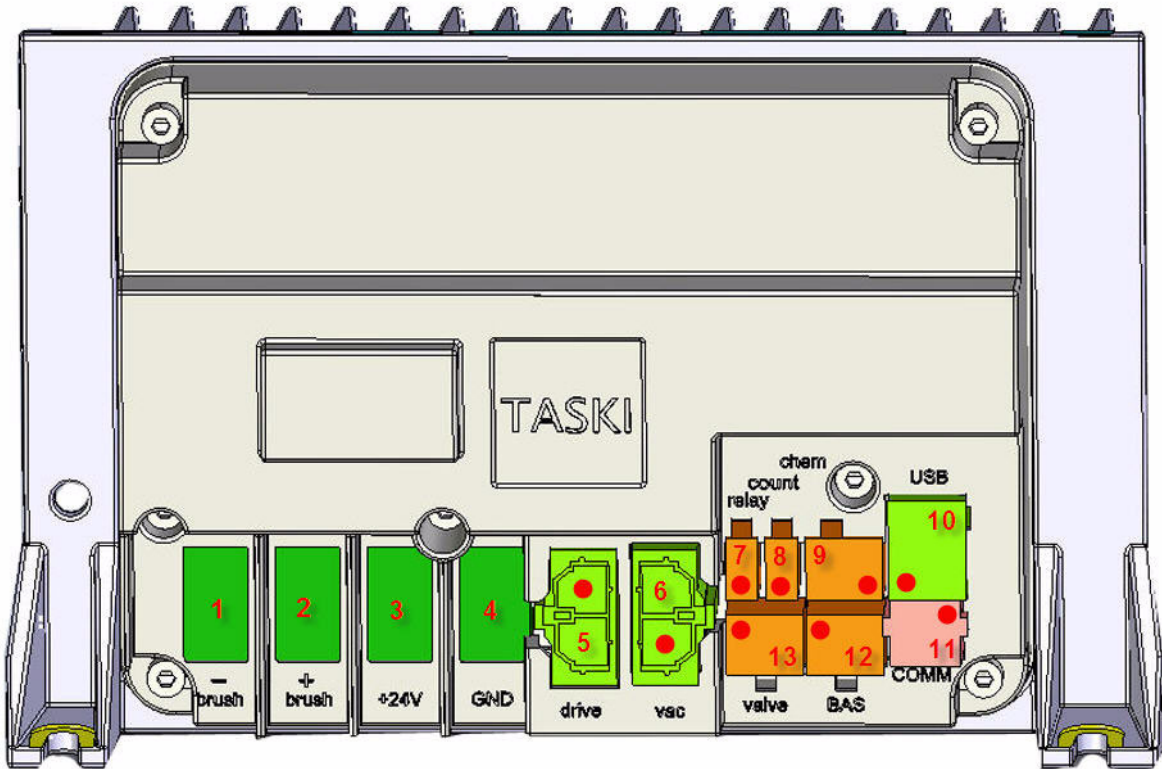 TASKI
chem
count
relay
USB
10
7
8
9
1
2
3
4
5
6
13
12
11
−
brush
+
brush
+24V
GND
drive
vac
valve
BAS
COMM